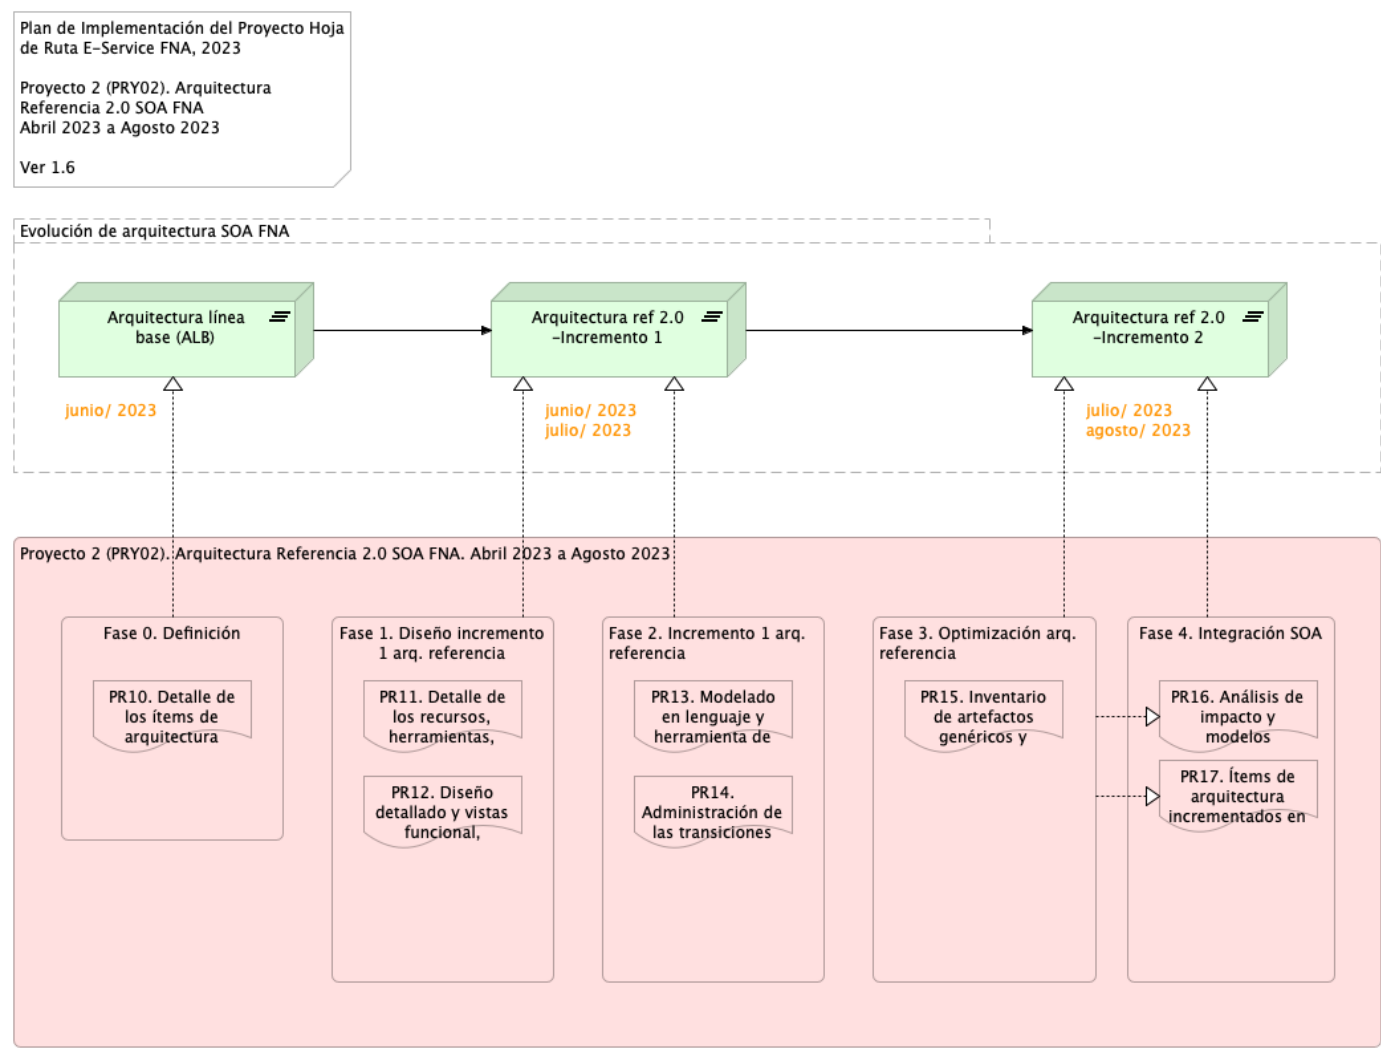 Plan de Implementación del Proyecto Hoja
de Ruta E-Service FNA, 2023
Proyecto 2 (PRY02). Arquitectura
Referencia 2.0 SOA FNA
Abril 2023 a Agosto 2023
Ver 1.6
Evolución de arquitectura SOA FNA
Arquitectura línea
base (ALB)
Arquitectura ref 2.0
-Incremento 1
Arquitectura ref 2.0
-Incremento 2
junio/ 2023
junio/ 2023
julio/ 2023
julio/ 2023
agosto/ 2023
Proyecto 2 (PRY02). Arquitectura Referencia 2.0 SOA FNA. Abril 2023 a Agosto 2023
Fase 0. Definición
PR10. Detalle de
los ítems de
arquitectura
Fase 1. Diseño incremento
1 arq. referencia
PR11. Detalle de
los recursos,
herramientas,
PR12. Diseño
detallado y vistas
funcional,
Fase 2. Incremento 1 arq.
referencia
PR13. Modelado
en lenguaje y
herramienta de
PR14.
Administración de
las transiciones
Fase 3. Optimización arq.
referencia
PR15. Inventario
de artefactos
genéricos y
Fase 4. Integración SOA
PR16. Análisis de
impacto y
modelos
PR17. Ítems de
arquitectura
incrementados en